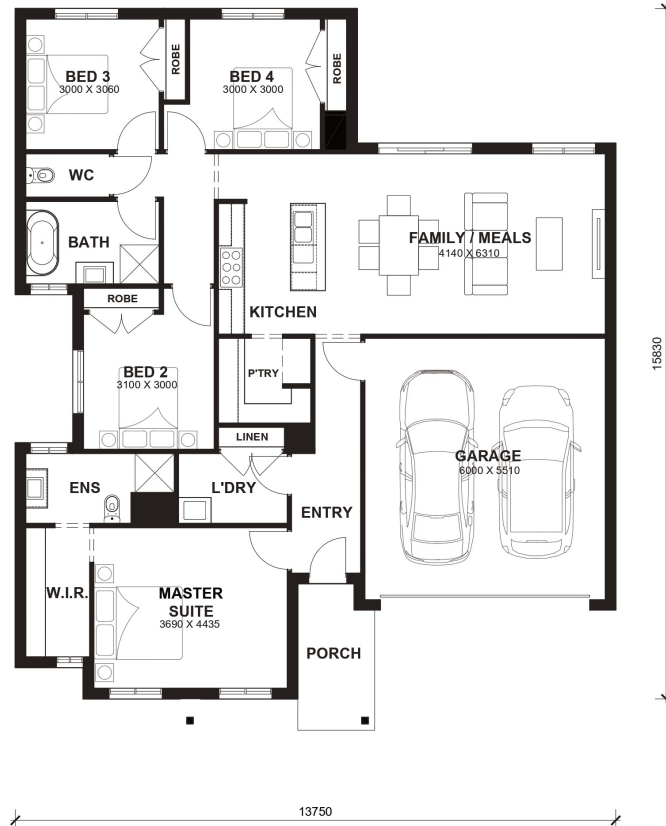 BED 3
3000 X 3060
ROBE
BED 4
3000 X 3000
ROBE
WC
BATH
FAMILY / MEALS
4140 X 6310
ROBE
KITCHEN
BED 2
3100 X 3000
P'TRY
15830
LINEN
GARAGE
6000 X 5510
ENS
L'DRY
ENTRY
W.I.R.
MASTER
SUITE
3690 X 4435
PORCH
13750